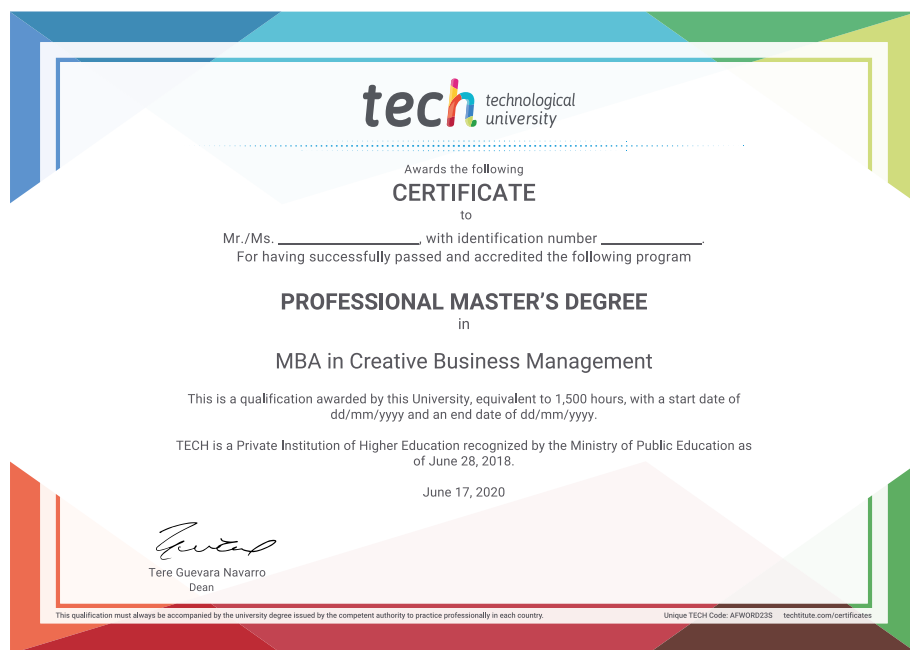 tech technological
university
Awards the following
CERTIFICATE
to
Mr./Ms. ____________________, with identification number ______________.
For having successfully passed and accredited the following program
PROFESSIONAL MASTER'S DEGREE
in
MBA in Creative Business Management
This is a qualification awarded by this University, equivalent to 1,500 hours, with a start date of
dd/mm/yyyy and an end date of dd/mm/yyyy.
TECH is a Private Institution of Higher Education recognized by the Ministry of Public Education as
of June 28, 2018.
June 17, 2020
Tere Guevara Navarro
Dean
This qualification must always be accompanied by the university degree issued by the competent authority to practice professionally in each country.
Unique TECH Code: AFWORD23S techtitute.com/certificates